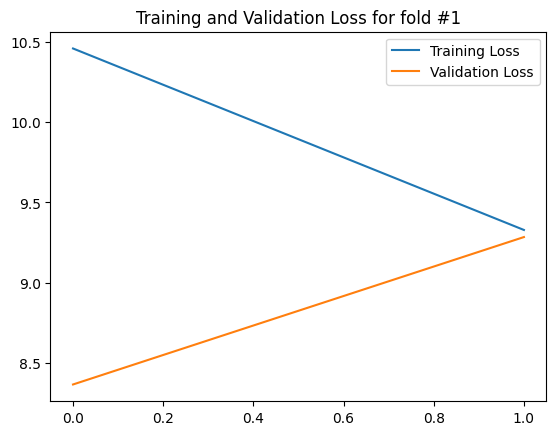 Training and Validation Loss for fold #1
Training Loss
Validation Loss
10.5
10.0
9.5
9.0
8.5
0.0 0.2 0.4 0.6 0.8 1.0